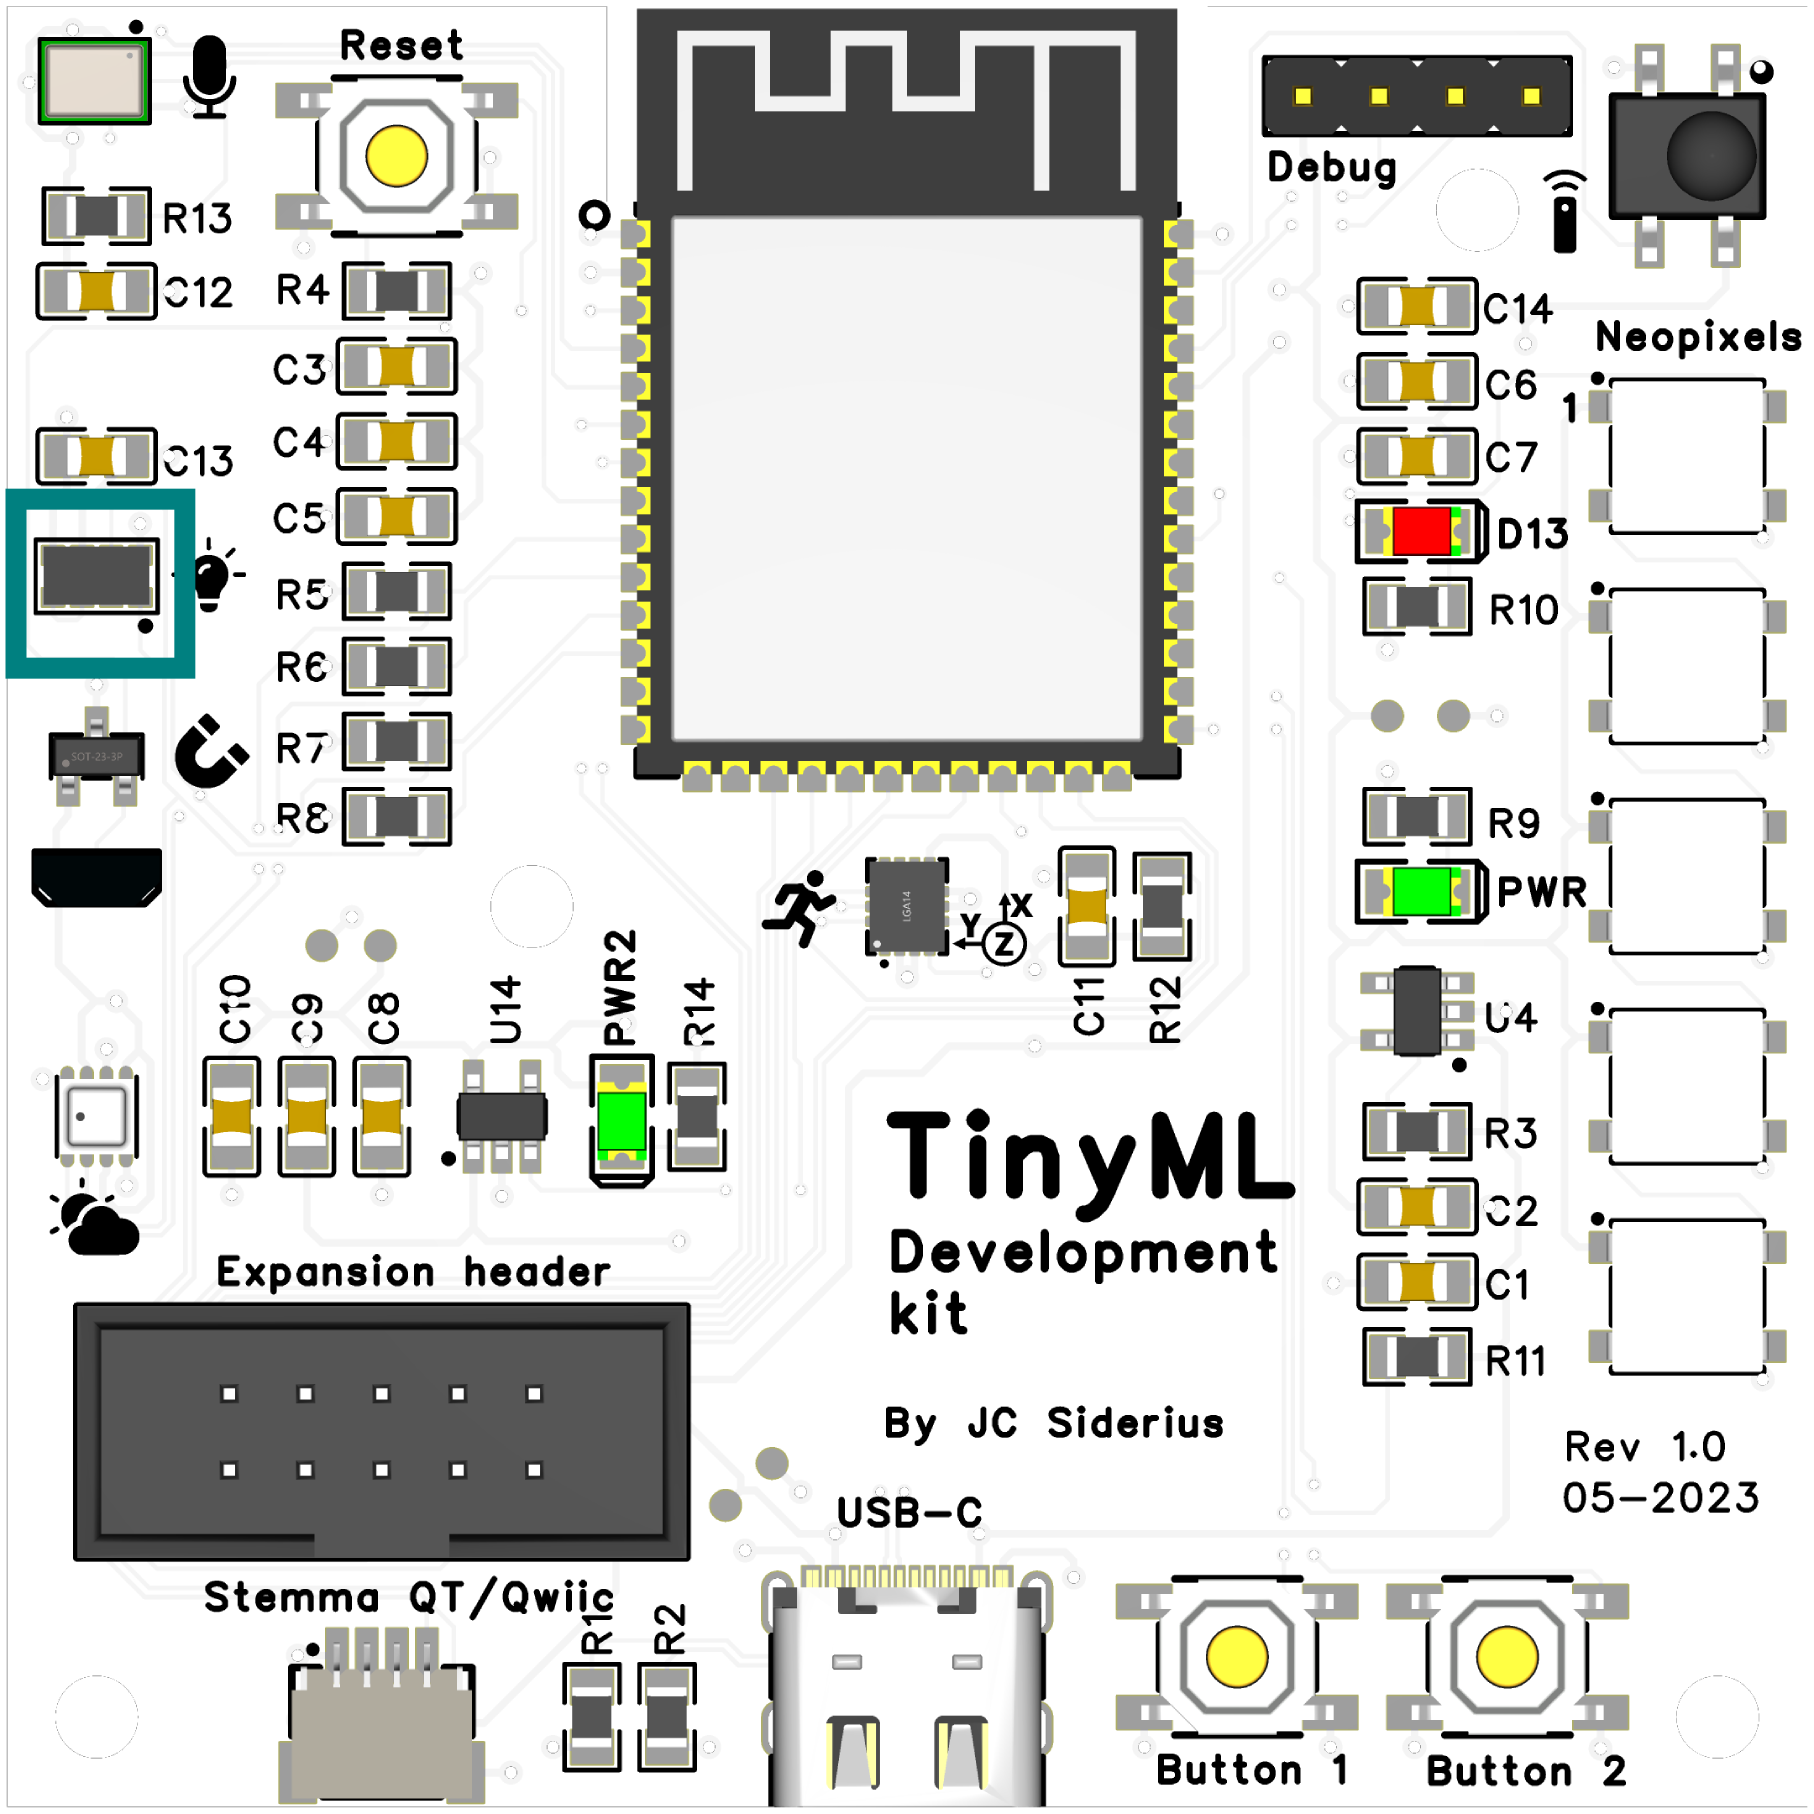 Reset
Debug
R13
C12
R4
C14
Neopixels
C3
C6
1
C4
C7
C13
C5
D13
R5
R10
R6
R7
SOT-23-3P
R8
R9
PWR
LGA14
X
Y
Z
C10
C9
C8
U14
PWR2
R14
C11
R12
U4
TinyML
Development
kit
R3
C2
C1
R11
Expansion header
By JC Siderius
Rev 1.0
05-2023
USB-C
Stemma QT/Qwiic
R1
R2
Button 1
Button 2